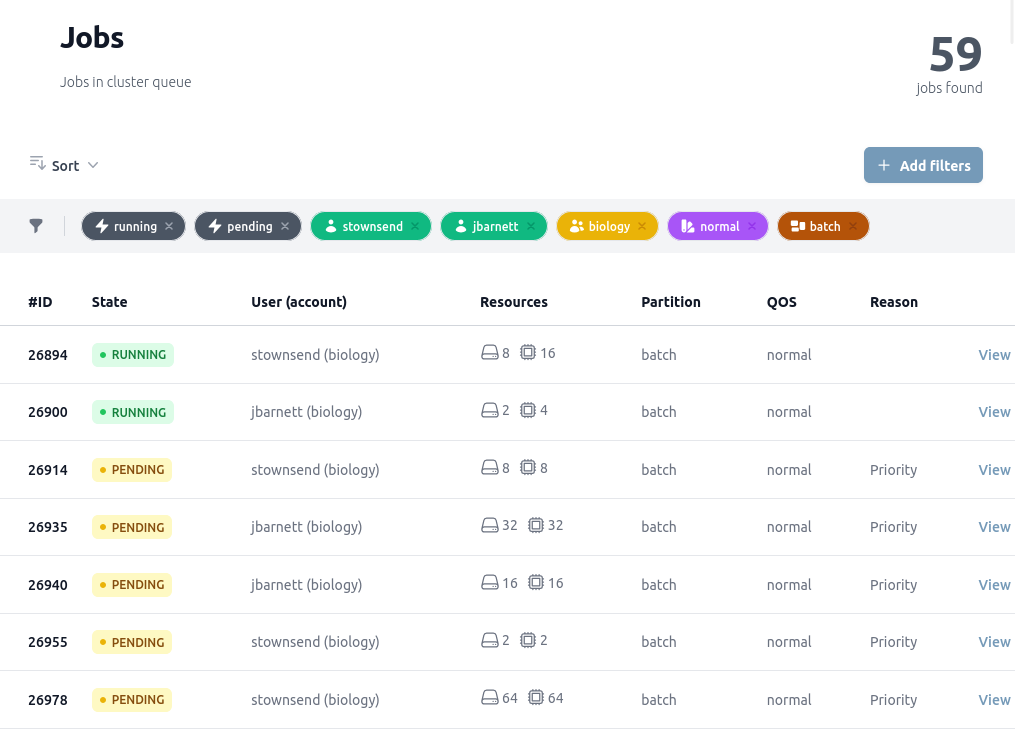 Jobs
Jobs in cluster queue
59
jobs found
Sort
+ Add filters
running × pending × stownsend × jbarnett × biology × normal × batch ×
#ID State User (account) Resources Partition QOS Reason
26894 RUNNING stownsend (biology) 8 16 batch normal View
26900 RUNNING jbarnett (biology) 2 4 batch normal View
26914 PENDING stownsend (biology) 8 8 batch normal Priority View
26935 PENDING jbarnett (biology) 32 32 batch normal Priority View
26940 PENDING jbarnett (biology) 16 16 batch normal Priority View
26955 PENDING stownsend (biology) 2 2 batch normal Priority View
26978 PENDING stownsend (biology) 64 64 batch normal Priority View